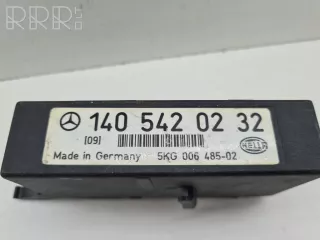 RRR
140 542 02 32
[09]
Made in Germany 5KG 006 485-02
HELLA